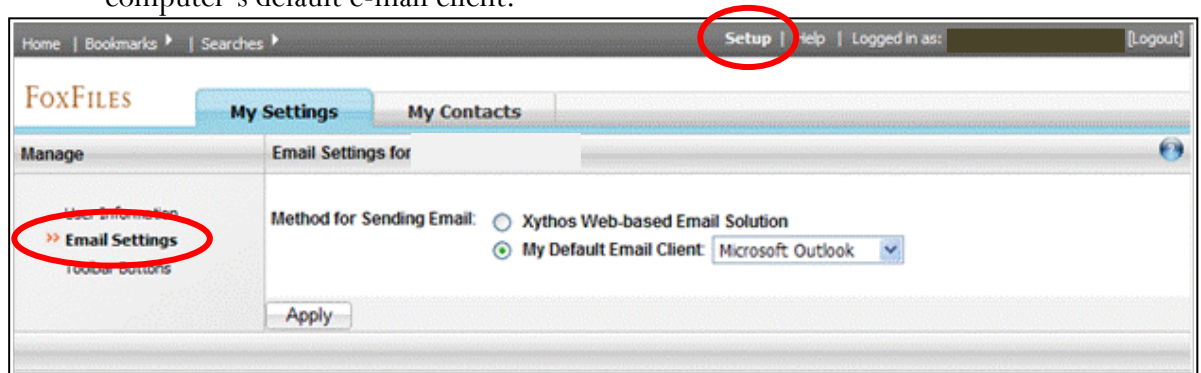 computer's default e-mail client.
Home | Bookmarks | Searches Setup | Help | Logged in as: [Logout]
FOXFILES My Settings My Contacts
Manage Email Settings for
User Information Method for Sending Email: Xythos Web-based Email Solution
>> Email Settings My Default Email Client: Microsoft Outlook
Toolbar Buttons
Apply